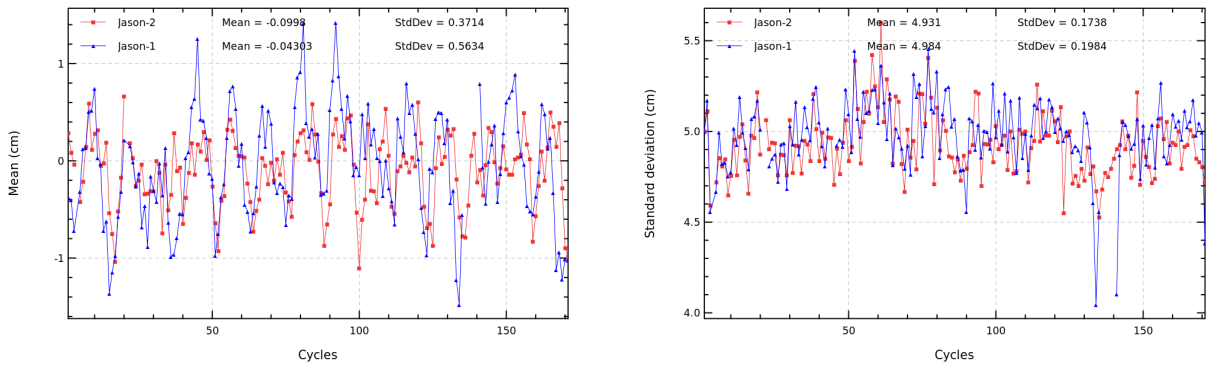 Jason-2 Mean = -0.0998 StdDev = 0.3714
Jason-1 Mean = -0.04303 StdDev = 0.5634
1
0
-1
50 100 150
Cycles
Mean (cm)
Jason-2 Mean = 4.931 StdDev = 0.1738
Jason-1 Mean = 4.984 StdDev = 0.1984
5.5
5.0
4.5
4.0
50 100 150
Cycles
Standard deviation (cm)